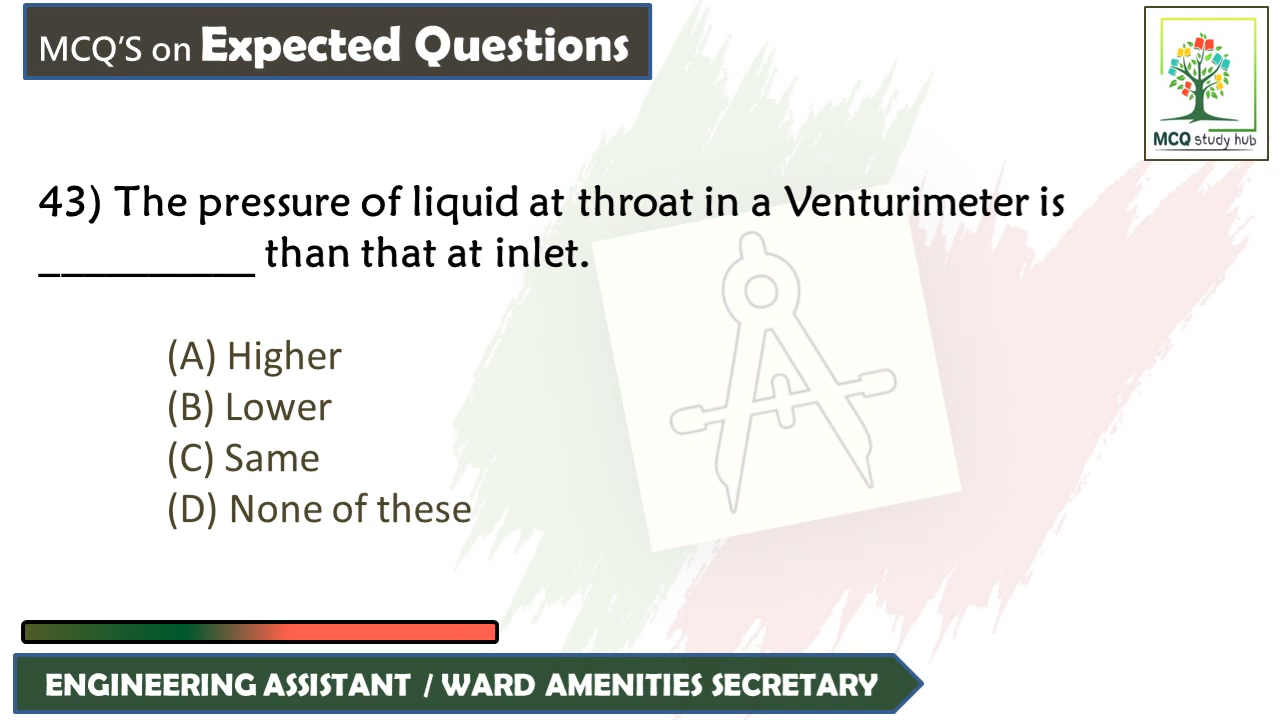 MCQ’S on Expected Questions
MCQ study hub
43) The pressure of liquid at throat in a Venturimeter is
__________ than that at inlet.
(A) Higher
(B) Lower
(C) Same
(D) None of these
ENGINEERING ASSISTANT / WARD AMENITIES SECRETARY